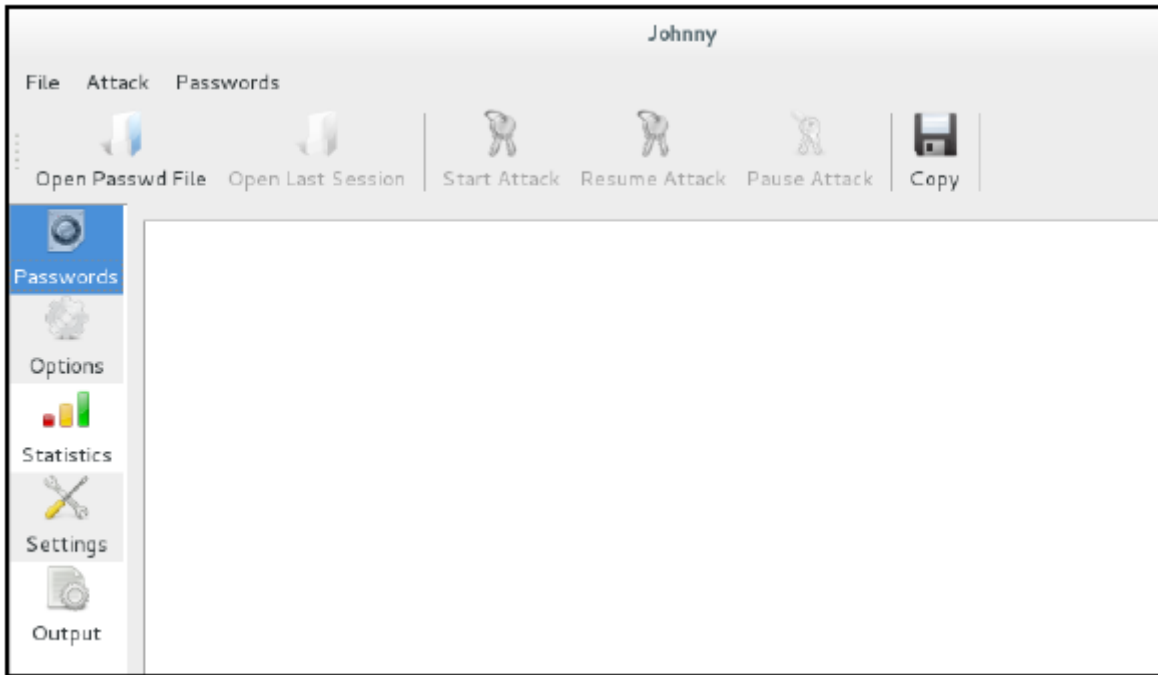 Johnny
File Attack Passwords
Open Passwd File Open Last Session Start Attack Resume Attack Pause Attack Copy
Passwords
Options
Statistics
Settings
Output